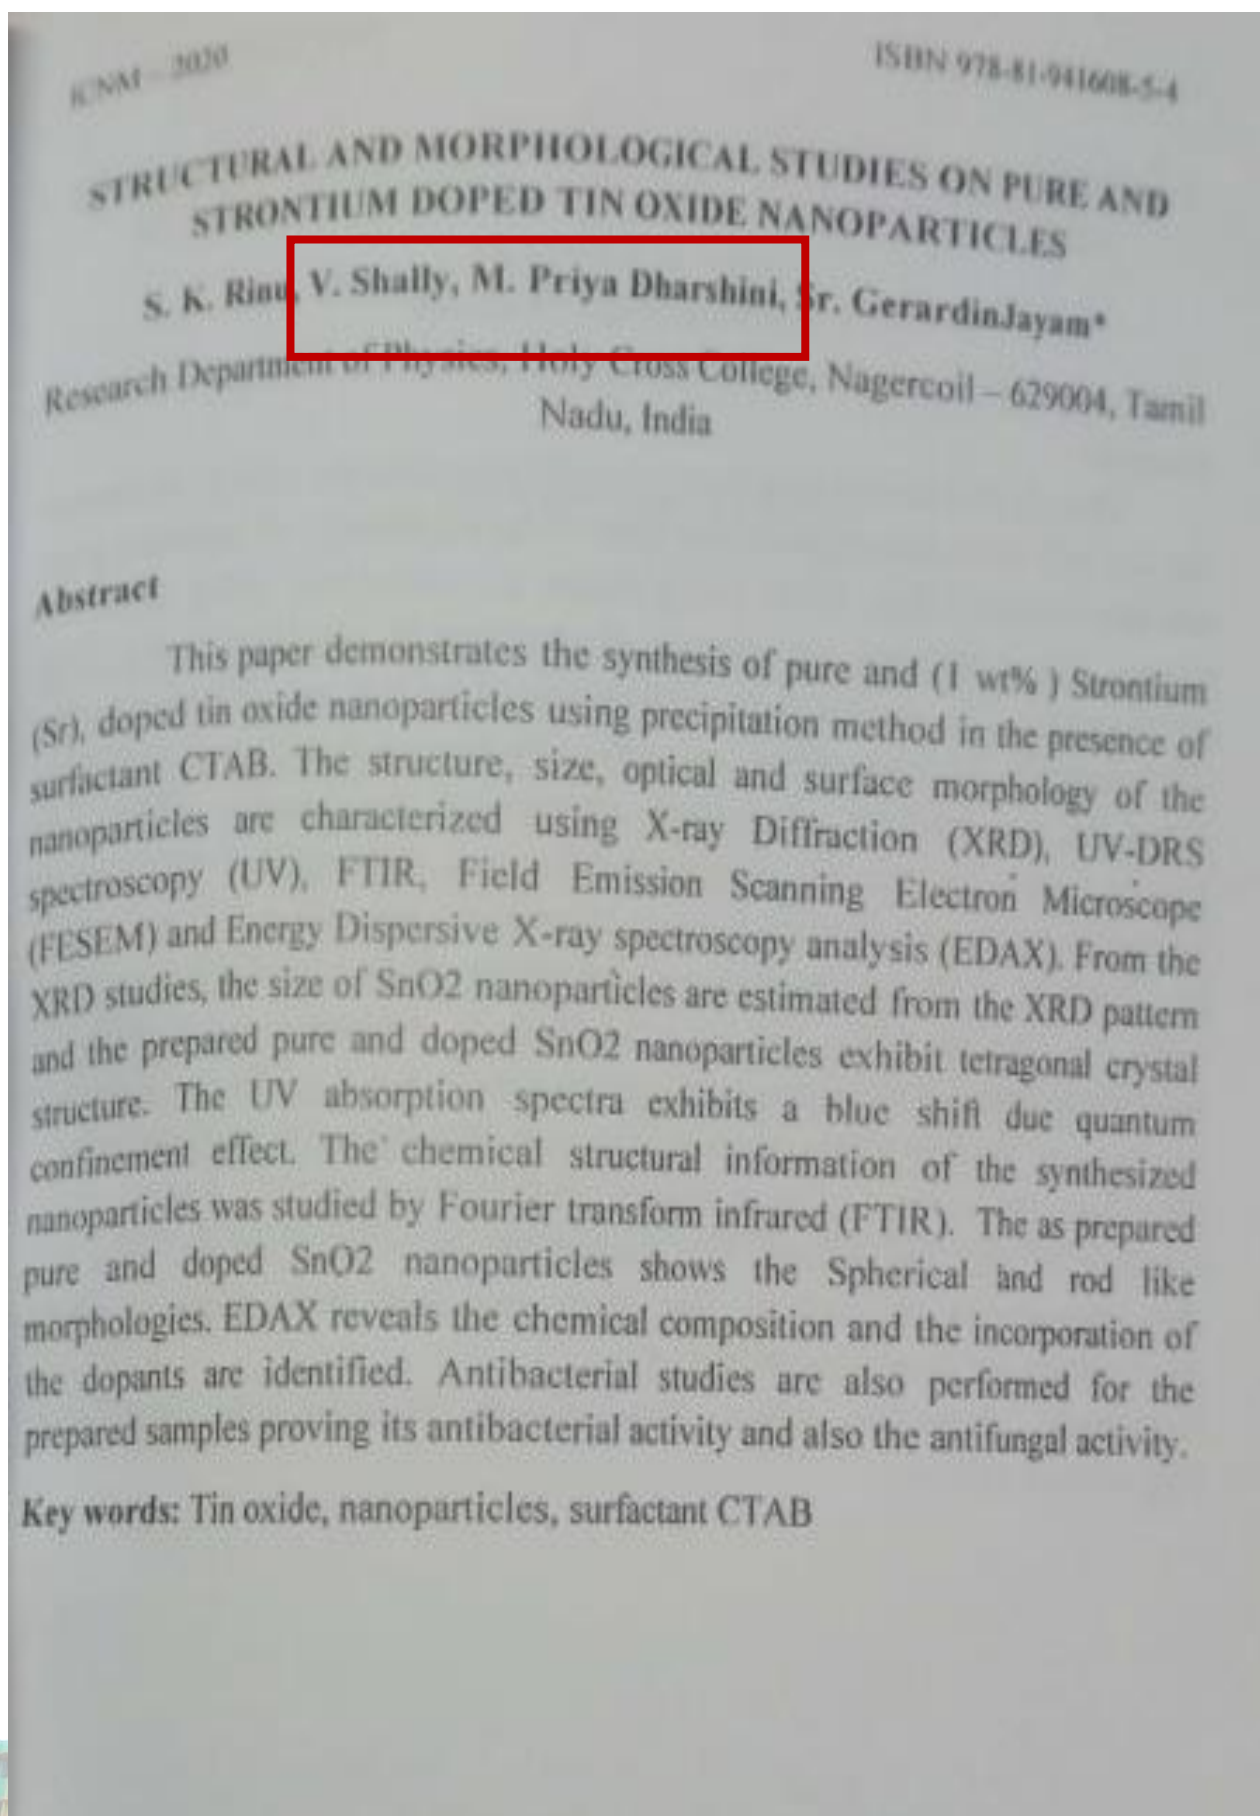 ICNM - 2020
ISBN 978-81-941608-5-4
STRUCTURAL AND MORPHOLOGICAL STUDIES ON PURE AND
STRONTIUM DOPED TIN OXIDE NANOPARTICLES
S. K. Rinu, V. Shally, M. Priya Dharshini, Sr. GerardinJayam*
Research Department of Physics, Holy Cross College, Nagercoil – 629004, Tamil
Nadu, India
Abstract
This paper demonstrates the synthesis of pure and (1 wt% ) Strontium
(Sr), doped tin oxide nanoparticles using precipitation method in the presence of
surfactant CTAB. The structure, size, optical and surface morphology of the
nanoparticles are characterized using X-ray Diffraction (XRD), UV-DRS
spectroscopy (UV), FTIR, Field Emission Scanning Electron Microscope
(FESEM) and Energy Dispersive X-ray spectroscopy analysis (EDAX). From the
XRD studies, the size of SnO2 nanoparticles are estimated from the XRD pattern
and the prepared pure and doped SnO2 nanoparticles exhibit tetragonal crystal
structure. The UV absorption spectra exhibits a blue shift due quantum
confinement effect. The chemical structural information of the synthesized
nanoparticles was studied by Fourier transform infrared (FTIR). The as prepared
pure and doped SnO2 nanoparticles shows the Spherical and rod like
morphologies. EDAX reveals the chemical composition and the incorporation of
the dopants are identified. Antibacterial studies are also performed for the
prepared samples proving its antibacterial activity and also the antifungal activity.
Key words: Tin oxide, nanoparticles, surfactant CTAB